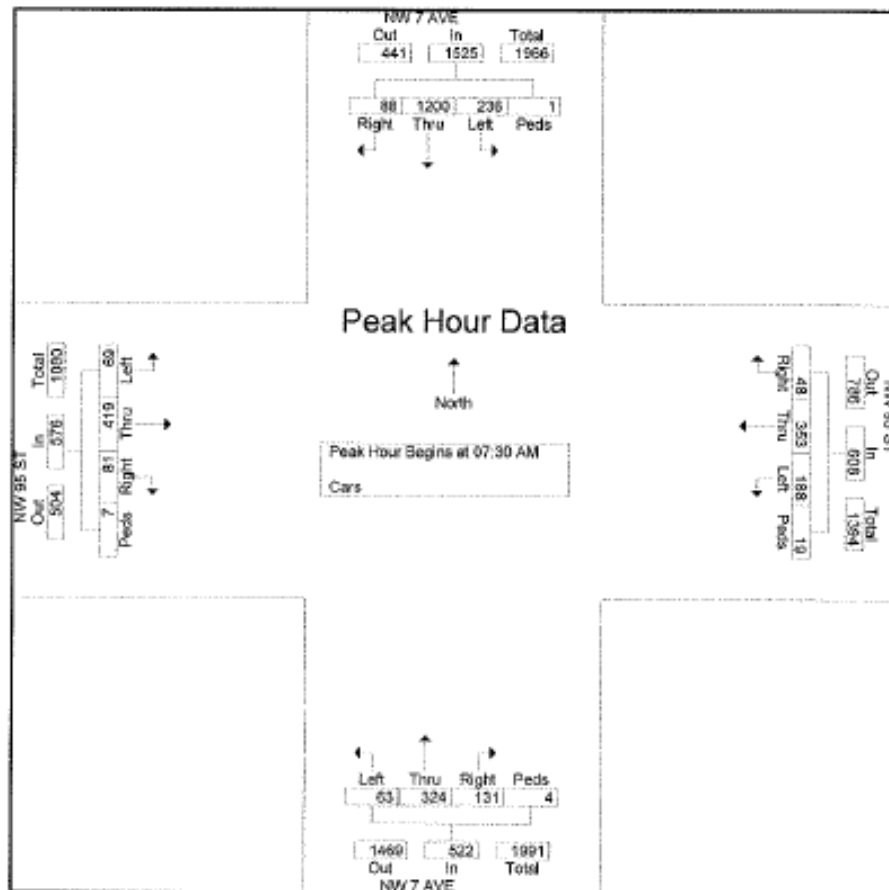 NW 7 AVE
Out In Total
441 1525 1966
88 1200 236 1
Right Thru Left Peds
Peak Hour Data
North
Peak Hour Begins at 07:30 AM
Cars
NW 95 ST
Out In Total
504 576 1080
7 81 419 69
Peds Right Thru Left
Right Thru Left Peds
48 353 188 19
Out In Total
786 608 1394
Left Thru Right Peds
63 324 131 4
1469 522 1991
Out In Total
NW 7 AVE